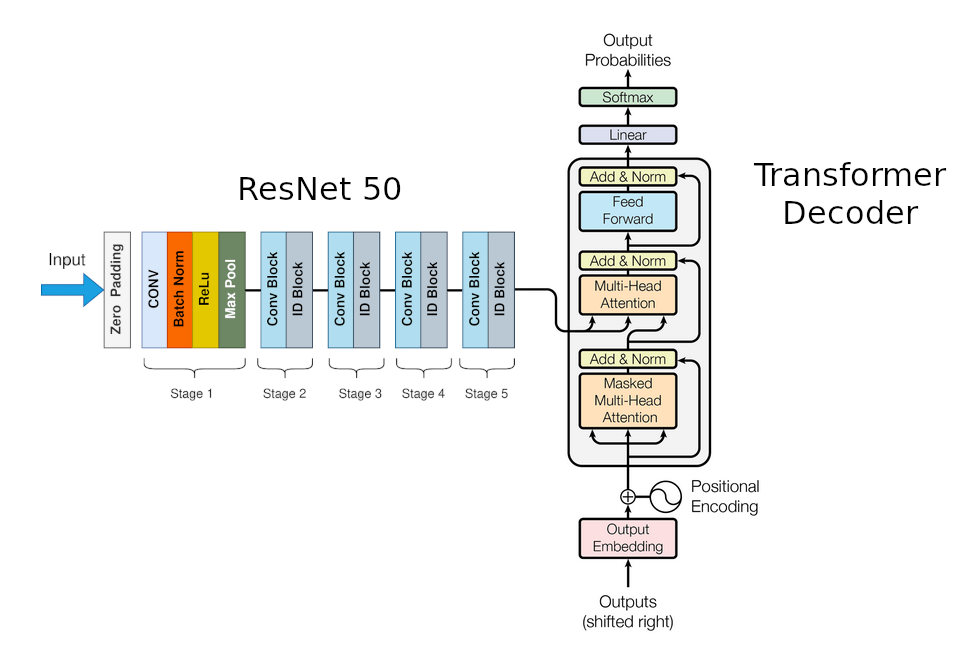 ResNet 50
Input
Zero Padding
CONV
Batch Norm
ReLu
Max Pool
Conv Block
ID Block
Conv Block
ID Block
Conv Block
ID Block
Conv Block
ID Block
Stage 1
Stage 2
Stage 3
Stage 4
Stage 5
Output
Probabilities
Softmax
Linear
Add & Norm
Feed
Forward
Add & Norm
Multi-Head
Attention
Add & Norm
Masked
Multi-Head
Attention
Positional
Encoding
Output
Embedding
Outputs
(shifted right)
Transformer
Decoder